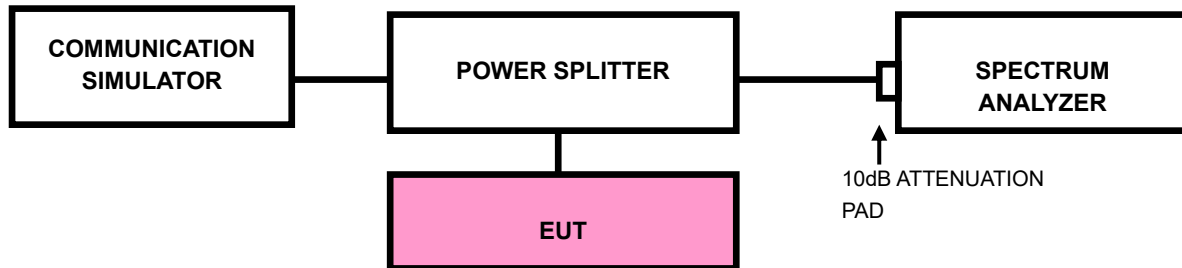 COMMUNICATION
SIMULATOR
POWER SPLITTER
SPECTRUM
ANALYZER
10dB ATTENUATION
PAD
EUT